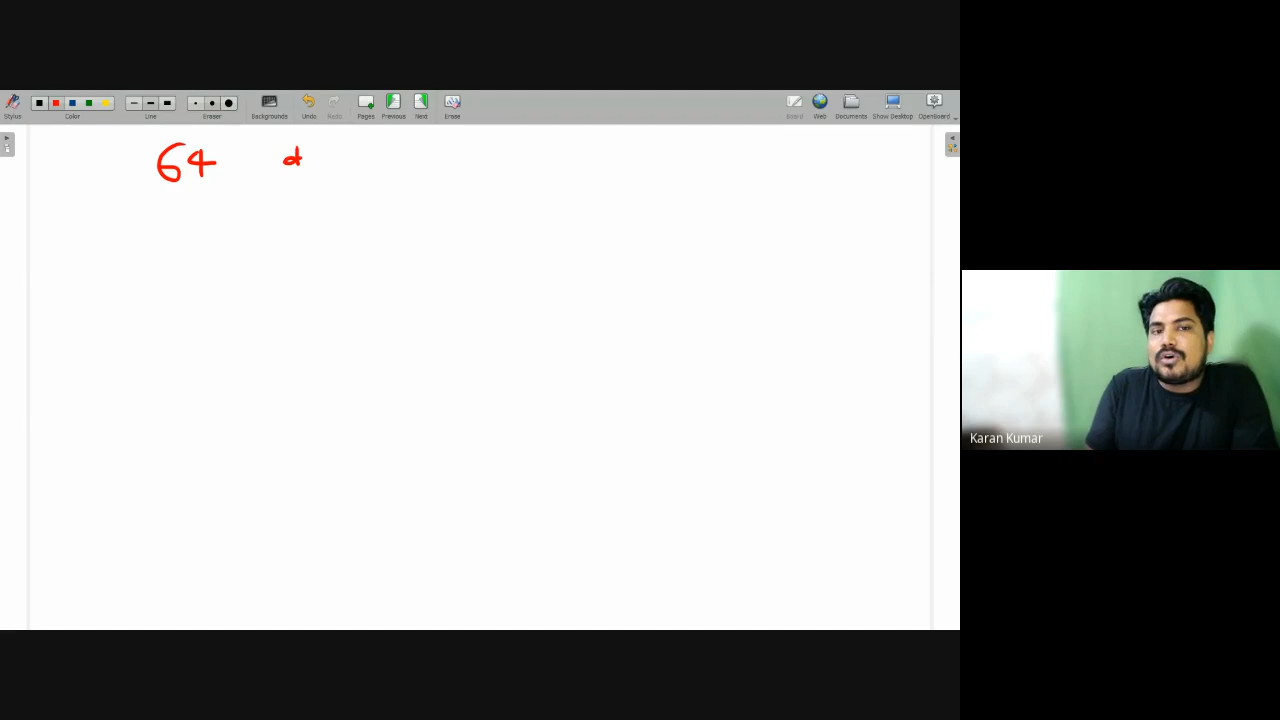 Stylus Color Line Eraser Backgrounds Undo Redo Pages Previous Next Erase Board Web Documents Show Desktop OpenBoard
64
Karan Kumar